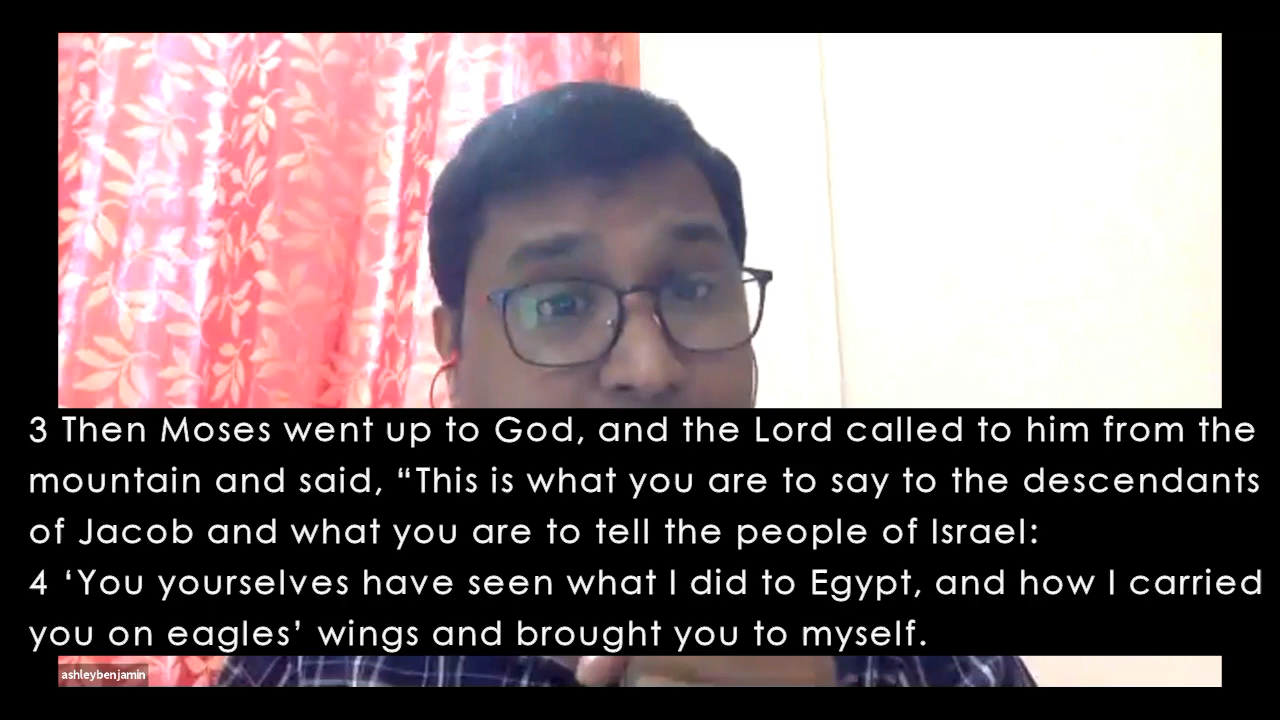 3 Then Moses went up to God, and the Lord called to him from the
mountain and said, “This is what you are to say to the descendants
of Jacob and what you are to tell the people of Israel:
4 ‘You yourselves have seen what I did to Egypt, and how I carried
you on eagles’ wings and brought you to myself.
ashleybenjamin